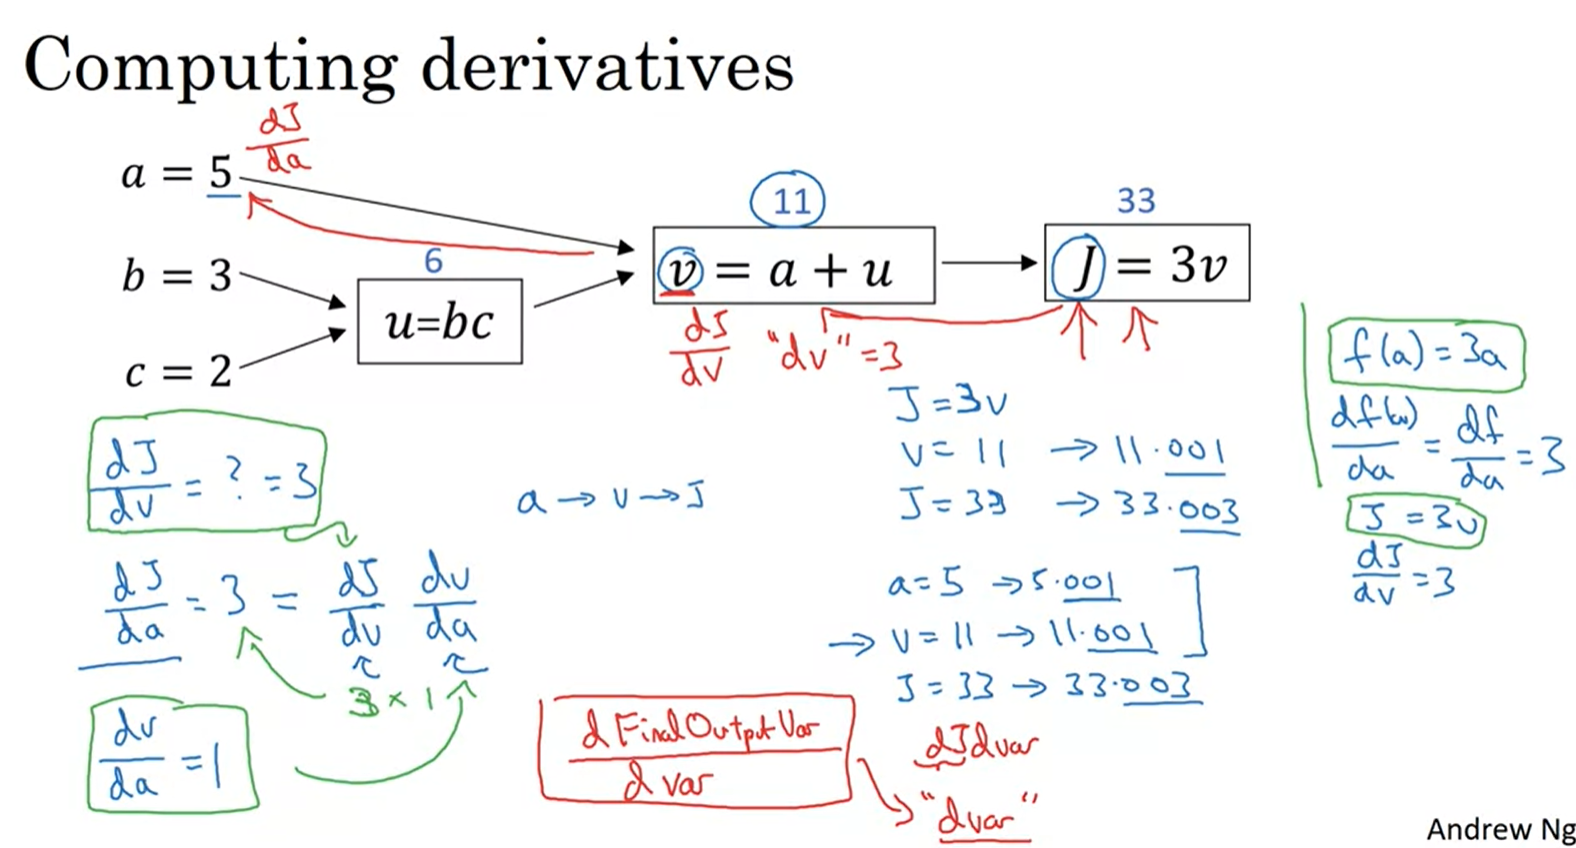 Computing derivatives
dJ/da
a = 5
11
33
b = 3
6
v = a + u
J = 3v
u=bc
c = 2
dJ/dv "dv" = 3
f(a) = 3a
J = 3v
df(a)/da = df/da = 3
v = 11 → 11.001
J = 33 → 33.003
dJ/dv = ? = 3
a → v → J
J = 3v
dJ/dv = 3
dJ/da = 3 = dJ/dv dv/da
3 × 1
a = 5 → 5.001
→ v = 11 → 11.001
J = 33 → 33.003
dv/da = 1
d FinalOutputVar / d var
dJdvar
"dvar"
Andrew Ng